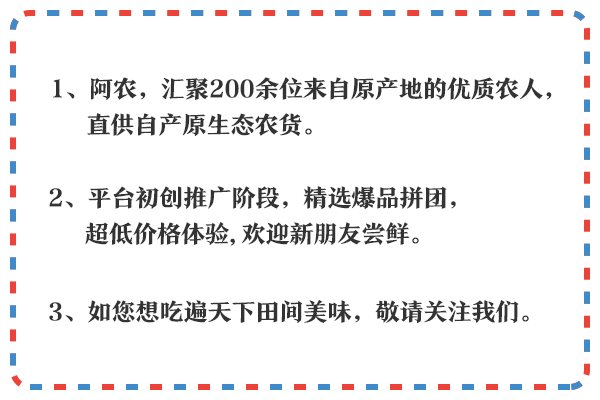 1、阿农，汇聚200余位来自原产地的优质农人，
直供自产原生态农货。
2、平台初创推广阶段，精选爆品拼团，
超低价格体验,欢迎新朋友尝鲜。
3、如您想吃遍天下田间美味，敬请关注我们。